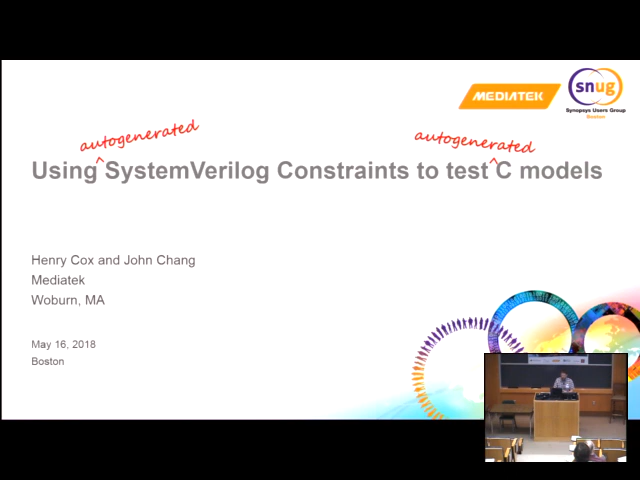 MEDIATEK
snug
Synopsys Users Group
Boston
autogenerated autogenerated
Using ^ SystemVerilog Constraints to test ^ C models
Henry Cox and John Chang
Mediatek
Woburn, MA
May 16, 2018
Boston